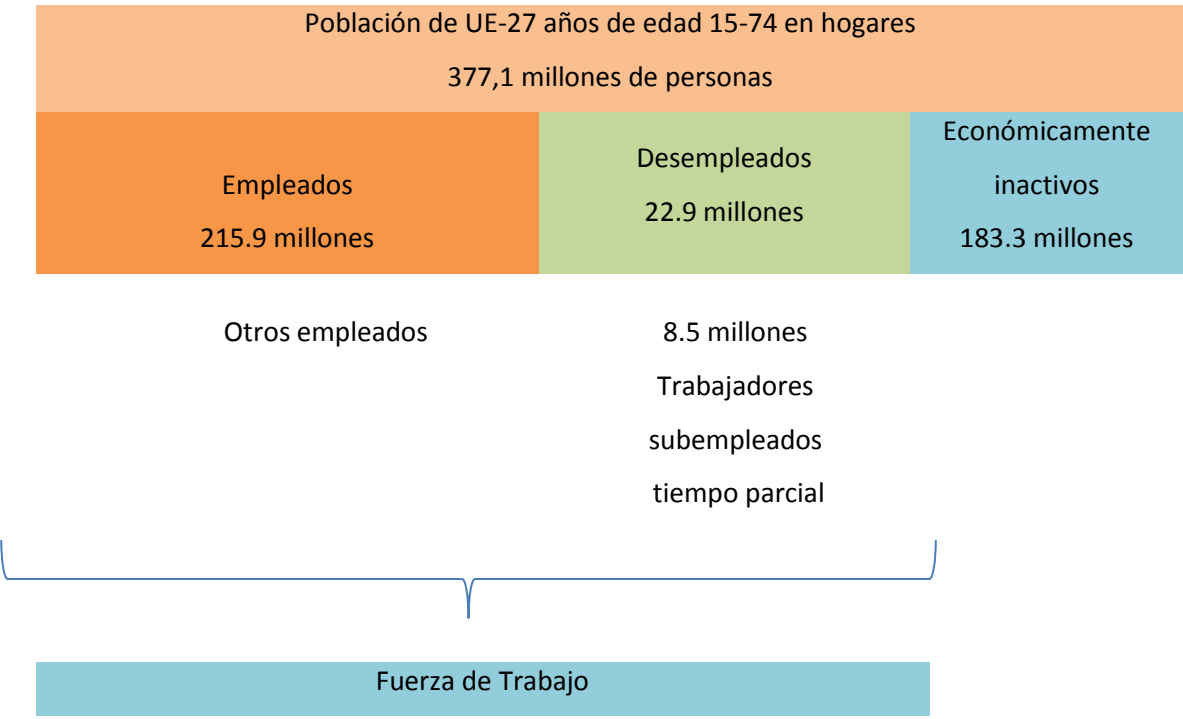 Población de UE-27 años de edad 15-74 en hogares
377,1 millones de personas
Empleados
215.9 millones
Desempleados
22.9 millones
Económicamente
inactivos
183.3 millones
Otros empleados
8.5 millones
Trabajadores
subempleados
tiempo parcial
Fuerza de Trabajo